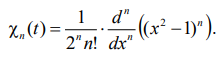 χₙ(t) = 1/(2ⁿ n!) · dⁿ/dxⁿ ((x² − 1)ⁿ).